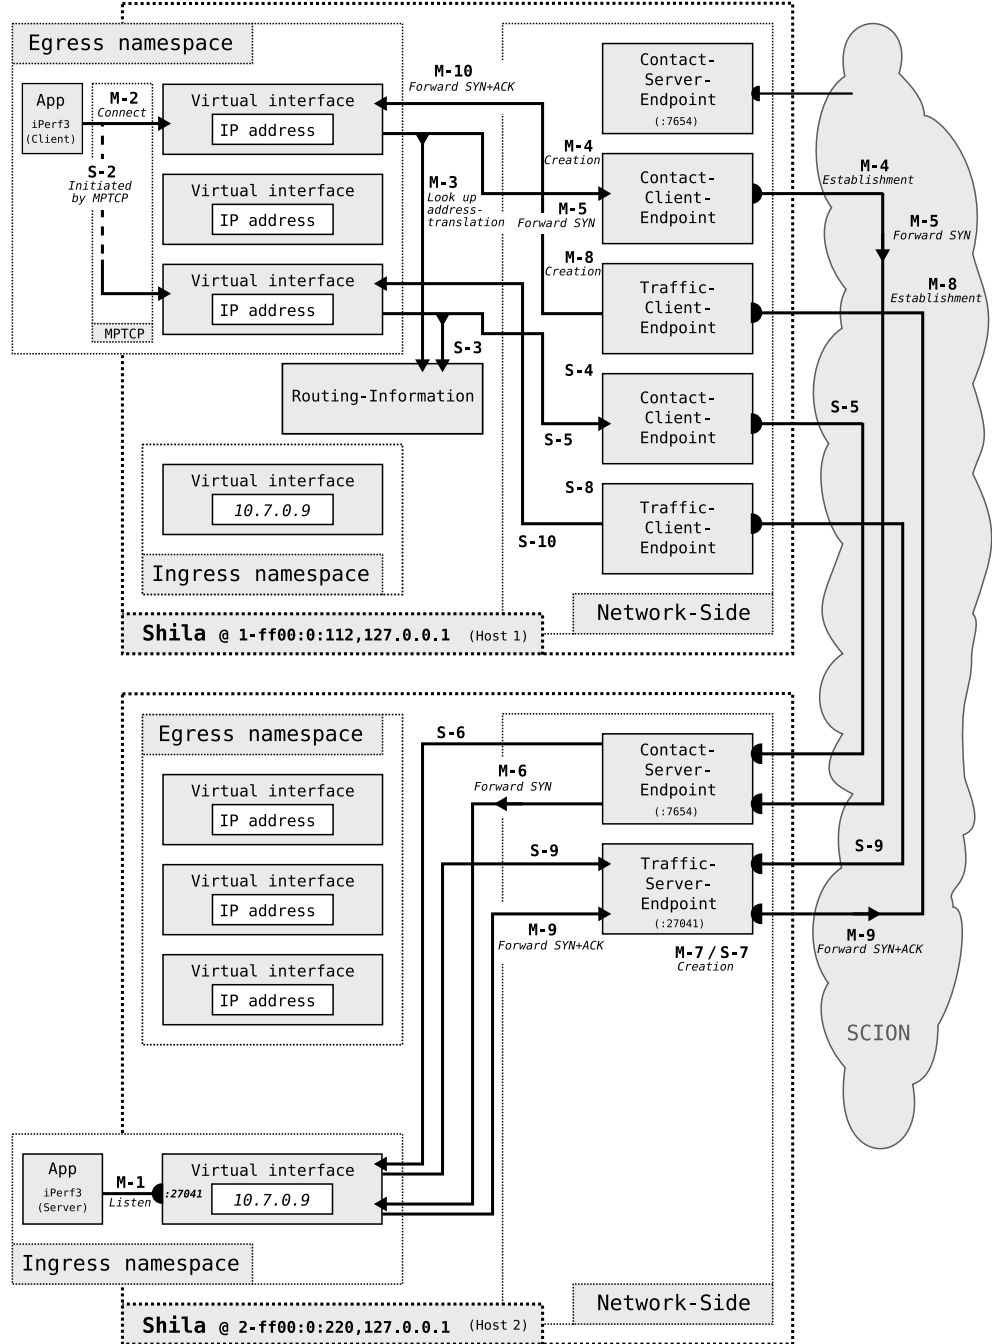 Egress namespace
App
iPerf3
(Client)
M-2
Connect
S-2
Initiated
by MPTCP
MPTCP
Virtual interface
IP address
Virtual interface
IP address
Virtual interface
IP address
M-10
Forward SYN+ACK
M-3
Look up
address-
translation
M-4
Creation
M-5
Forward SYN
M-8
Creation
S-3
S-4
S-5
S-8
S-10
Routing-Information
Contact-
Server-
Endpoint
(:7654)
Contact-
Client-
Endpoint
Traffic-
Client-
Endpoint
Contact-
Client-
Endpoint
Traffic-
Client-
Endpoint
M-4
Establishment
M-5
Forward SYN
M-8
Establishment
S-5
Virtual interface
10.7.0.9
Ingress namespace
Network-Side
Shila @ 1-ff00:0:112,127.0.0.1 (Host 1)
Egress namespace
Virtual interface
IP address
Virtual interface
IP address
Virtual interface
IP address
S-6
M-6
Forward SYN
S-9
M-9
Forward SYN+ACK
Contact-
Server-
Endpoint
(:7654)
Traffic-
Server-
Endpoint
(:27041)
M-7 / S-7
Creation
S-9
M-9
Forward SYN+ACK
SCION
App
iPerf3
(Server)
M-1
Listen
:27041
Virtual interface
10.7.0.9
Ingress namespace
Network-Side
Shila @ 2-ff00:0:220,127.0.0.1 (Host 2)